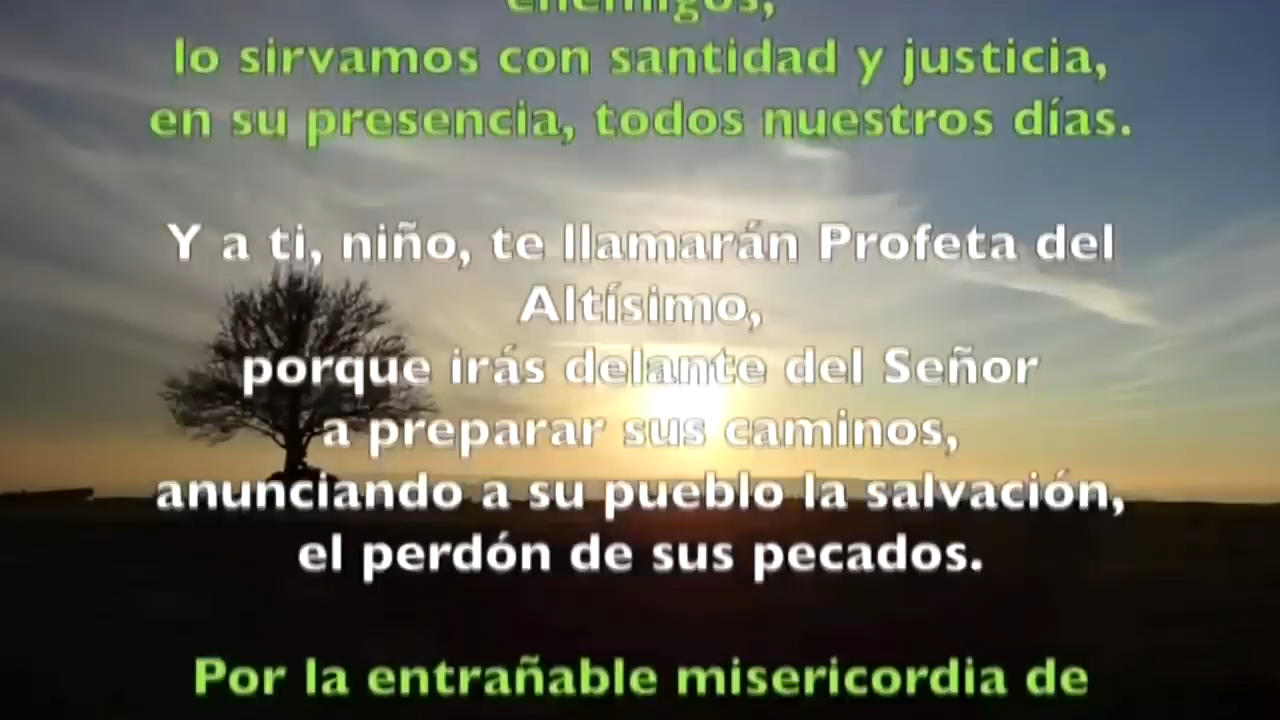 enemigos,
lo sirvamos con santidad y justicia,
en su presencia, todos nuestros días.
Y a ti, niño, te llamarán Profeta del
Altísimo,
porque irás delante del Señor
a preparar sus caminos,
anunciando a su pueblo la salvación,
el perdón de sus pecados.
Por la entrañable misericordia de